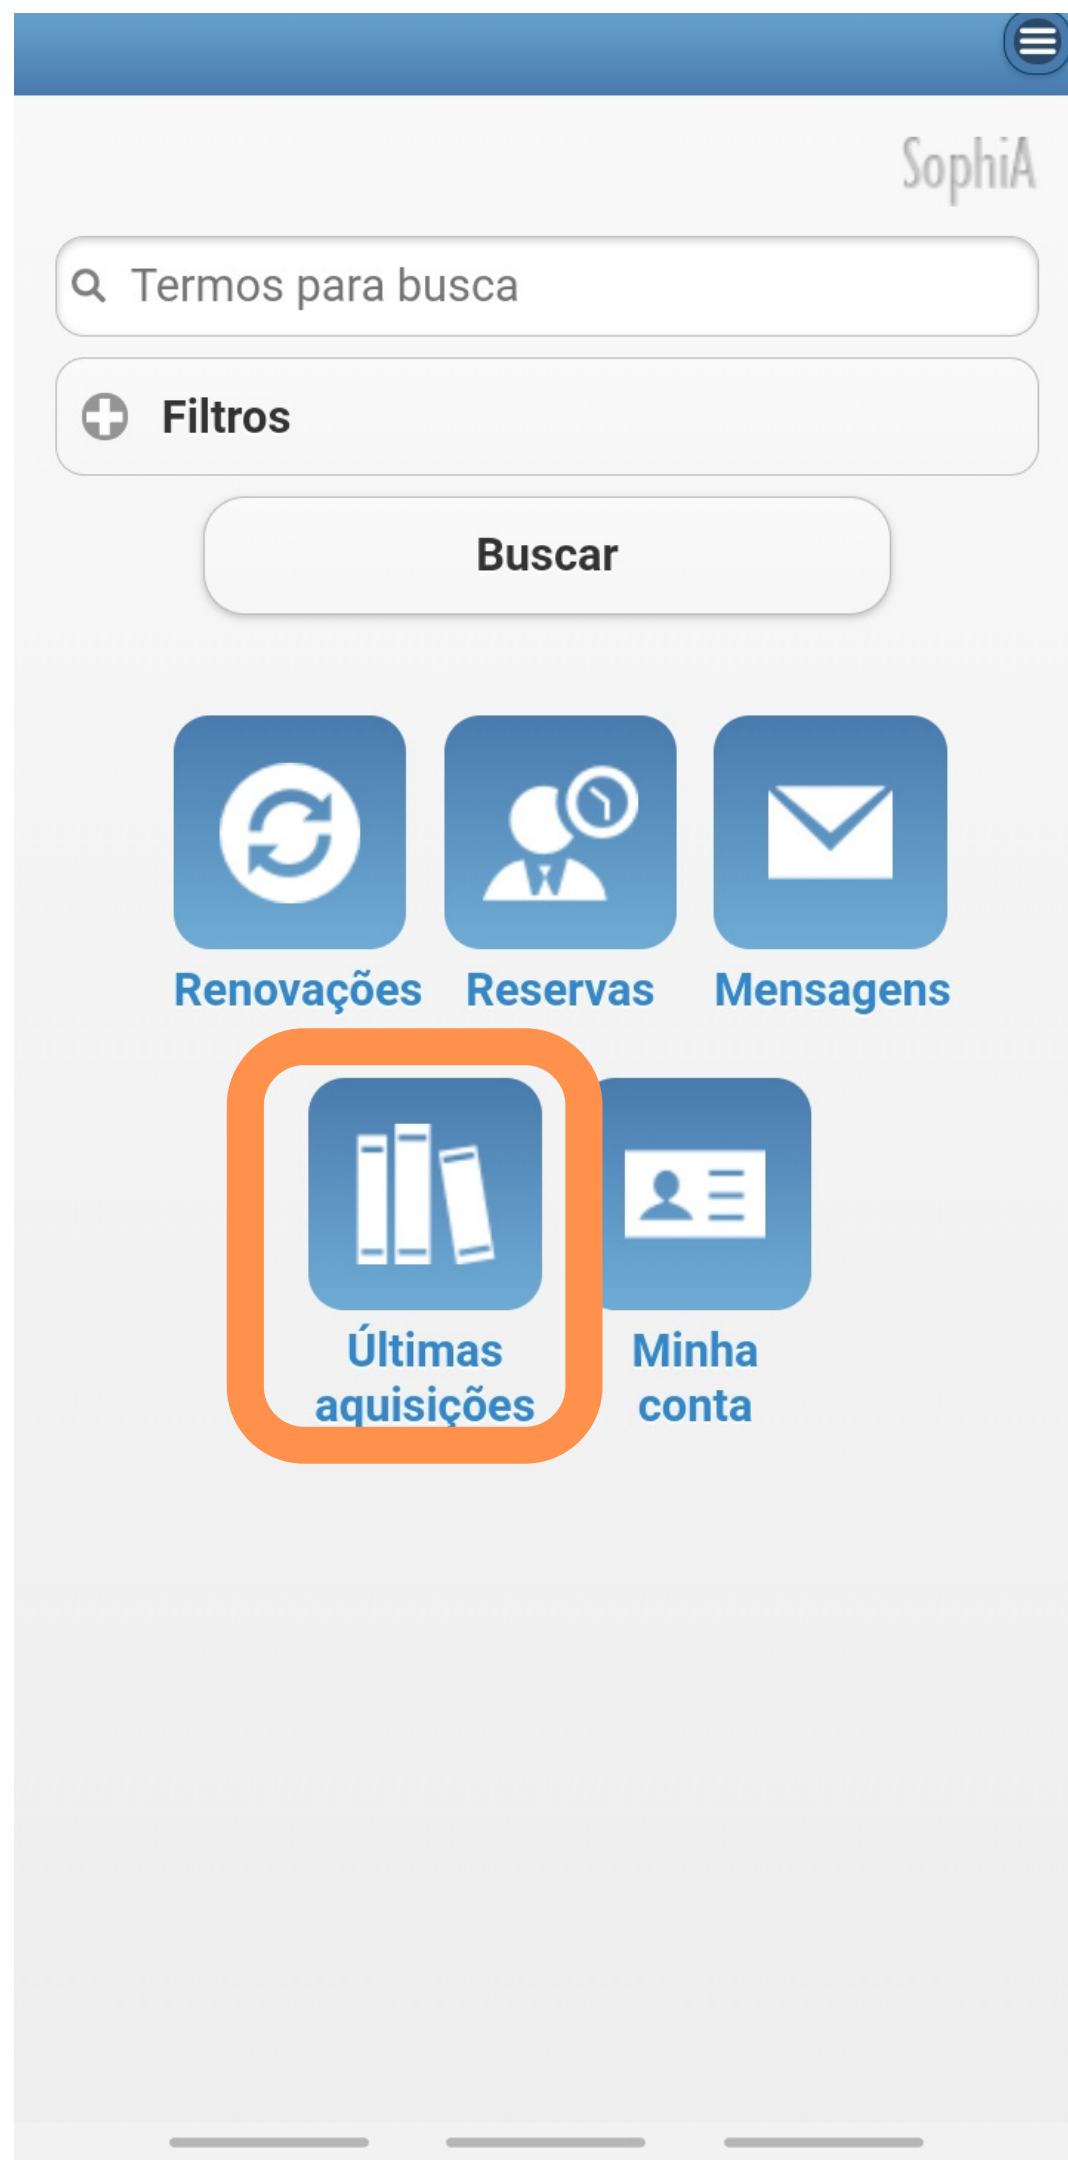 SophiA
Termos para busca
Filtros
Buscar
Renovações Reservas Mensagens
Últimas Minha
aquisições conta